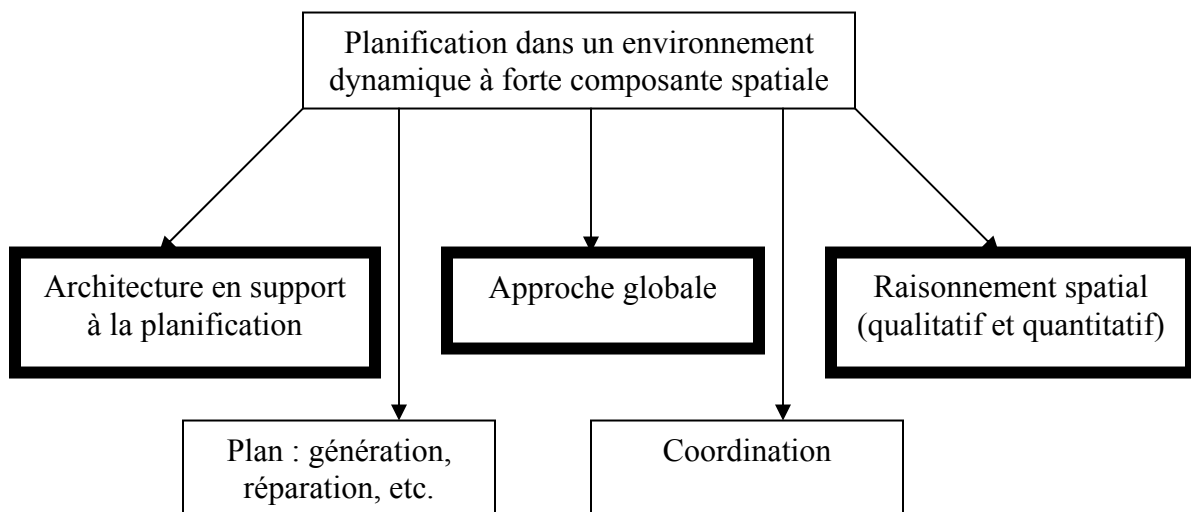 Planification dans un environnement
dynamique à forte composante spatiale
Architecture en support
à la planification
Approche globale
Raisonnement spatial
(qualitatif et quantitatif)
Plan : génération,
réparation, etc.
Coordination